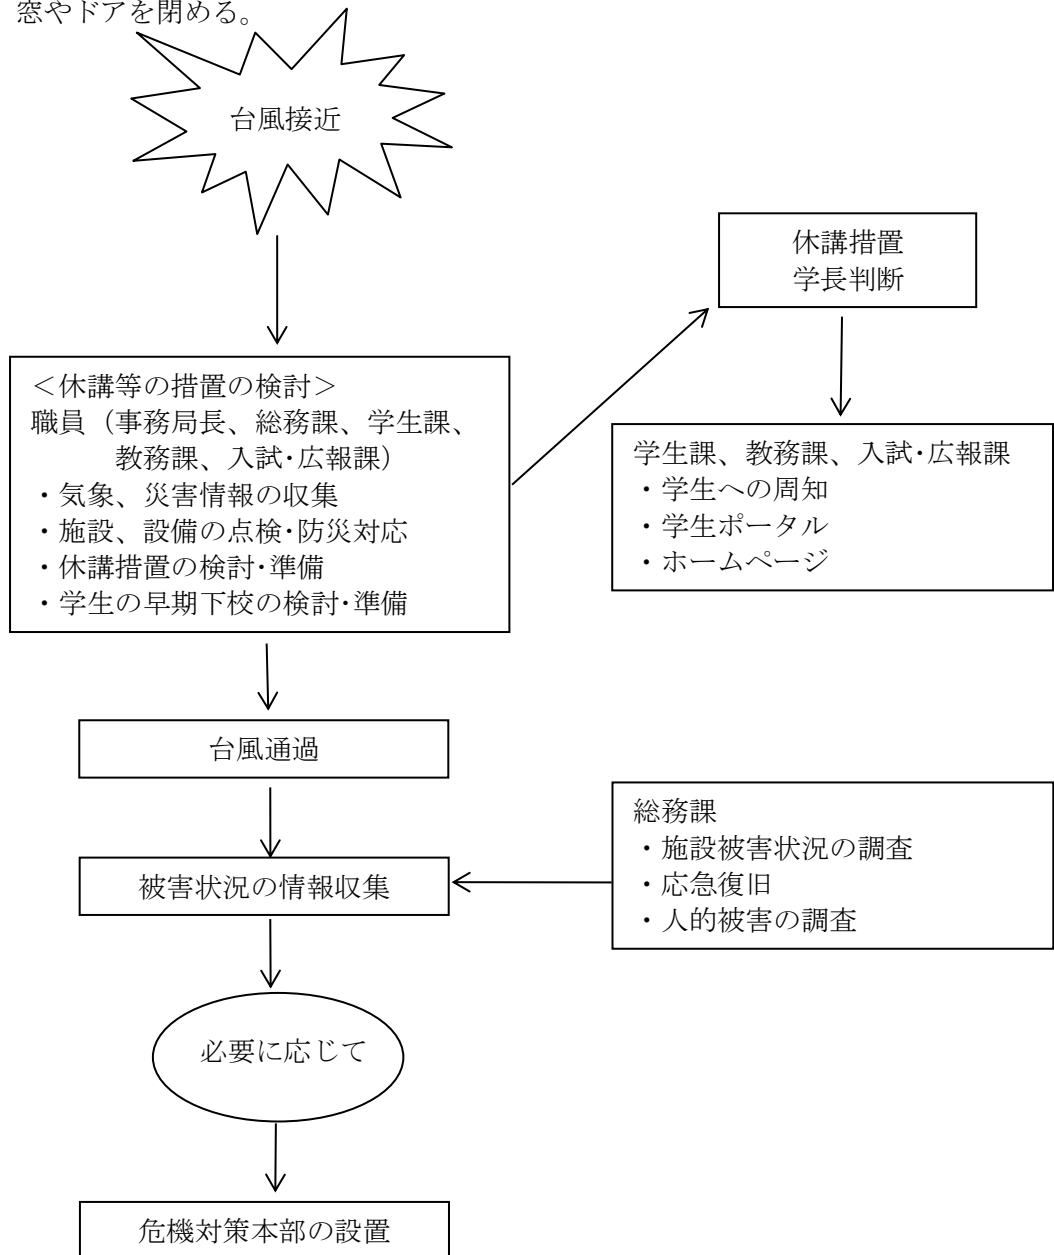 窓やドアを閉める。
台風接近
休講措置
学長判断
＜休講等の措置の検討＞
職員（事務局長、総務課、学生課、
教務課、入試･広報課）
・気象、災害情報の収集
・施設、設備の点検･防災対応
・休講措置の検討･準備
・学生の早期下校の検討･準備
学生課、教務課、入試･広報課
・学生への周知
・学生ポータル
・ホームページ
台風通過
総務課
・施設被害状況の調査
・応急復旧
・人的被害の調査
被害状況の情報収集
必要に応じて
危機対策本部の設置